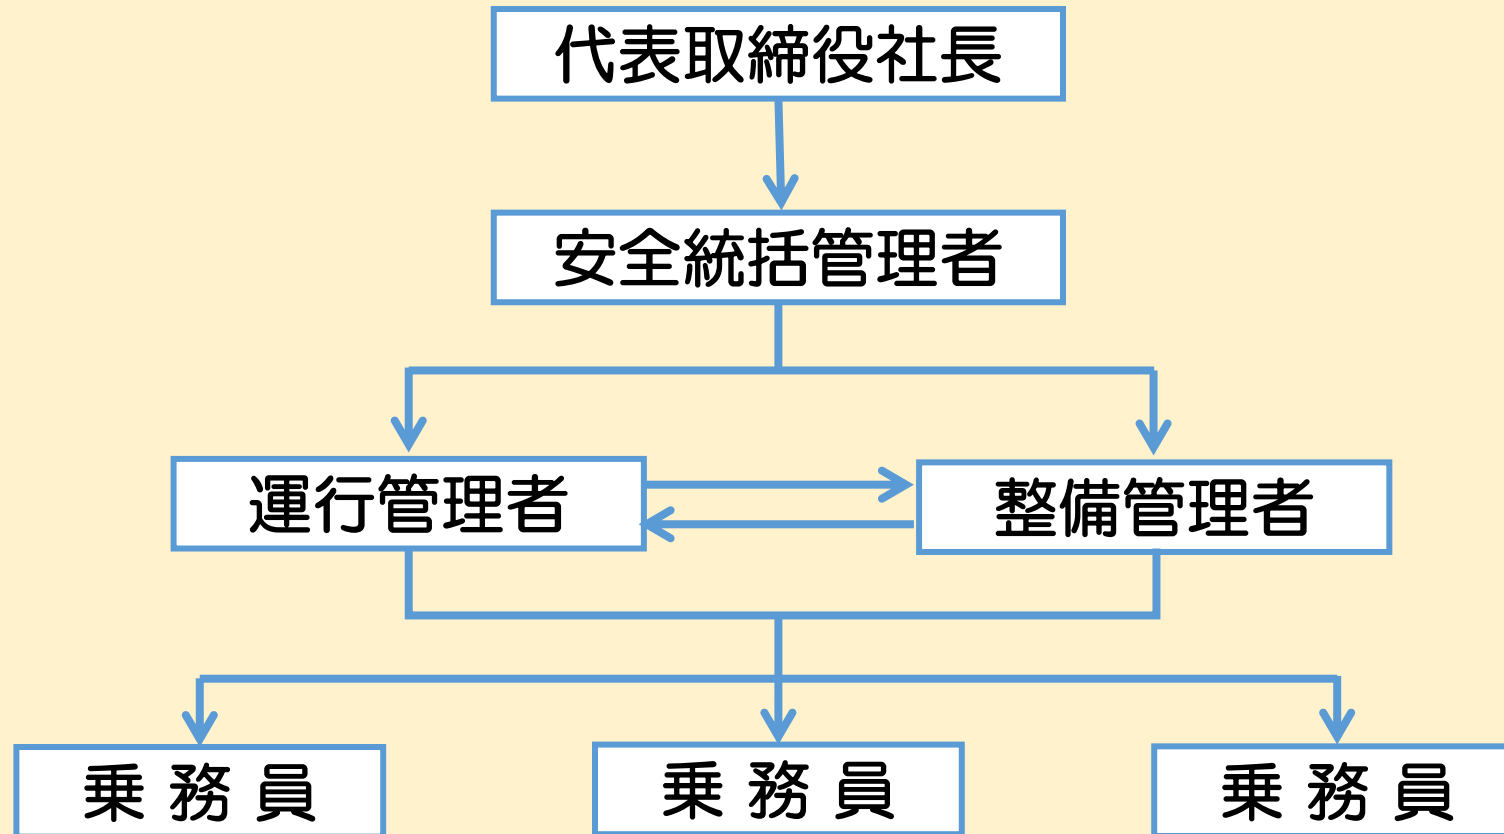 代表取締役社長
安全統括管理者
運行管理者
整備管理者
乗 務 員
乗 務 員
乗 務 員